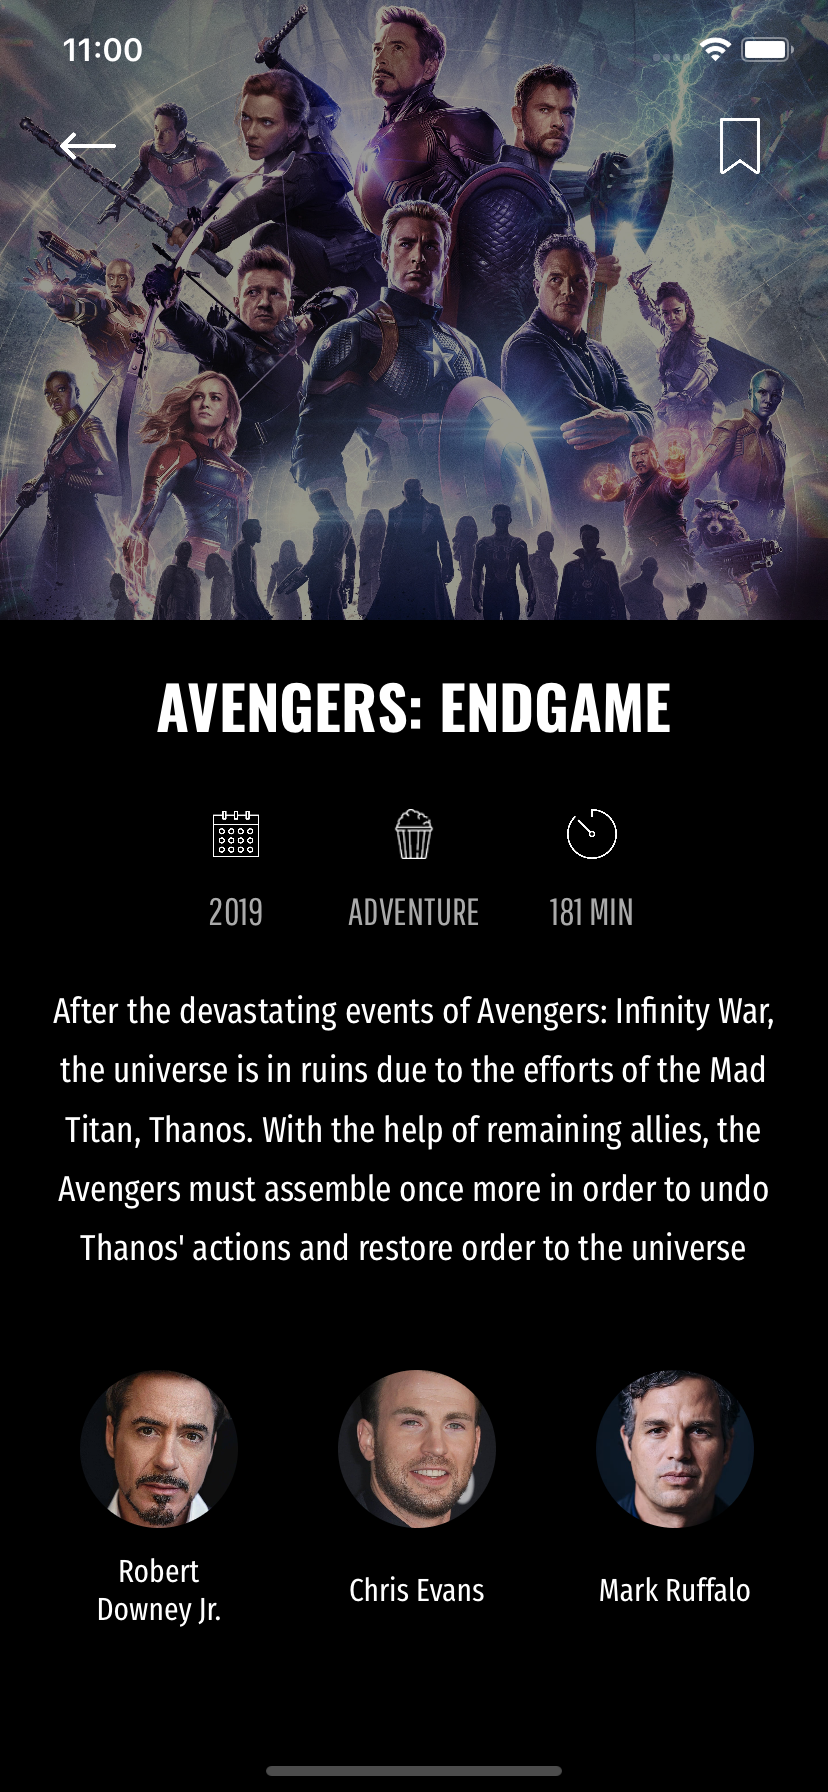 11:00
AVENGERS: ENDGAME
2019 ADVENTURE 181 MIN
After the devastating events of Avengers: Infinity War,
the universe is in ruins due to the efforts of the Mad
Titan, Thanos. With the help of remaining allies, the
Avengers must assemble once more in order to undo
Thanos' actions and restore order to the universe
Robert
Downey Jr.
Chris Evans
Mark Ruffalo